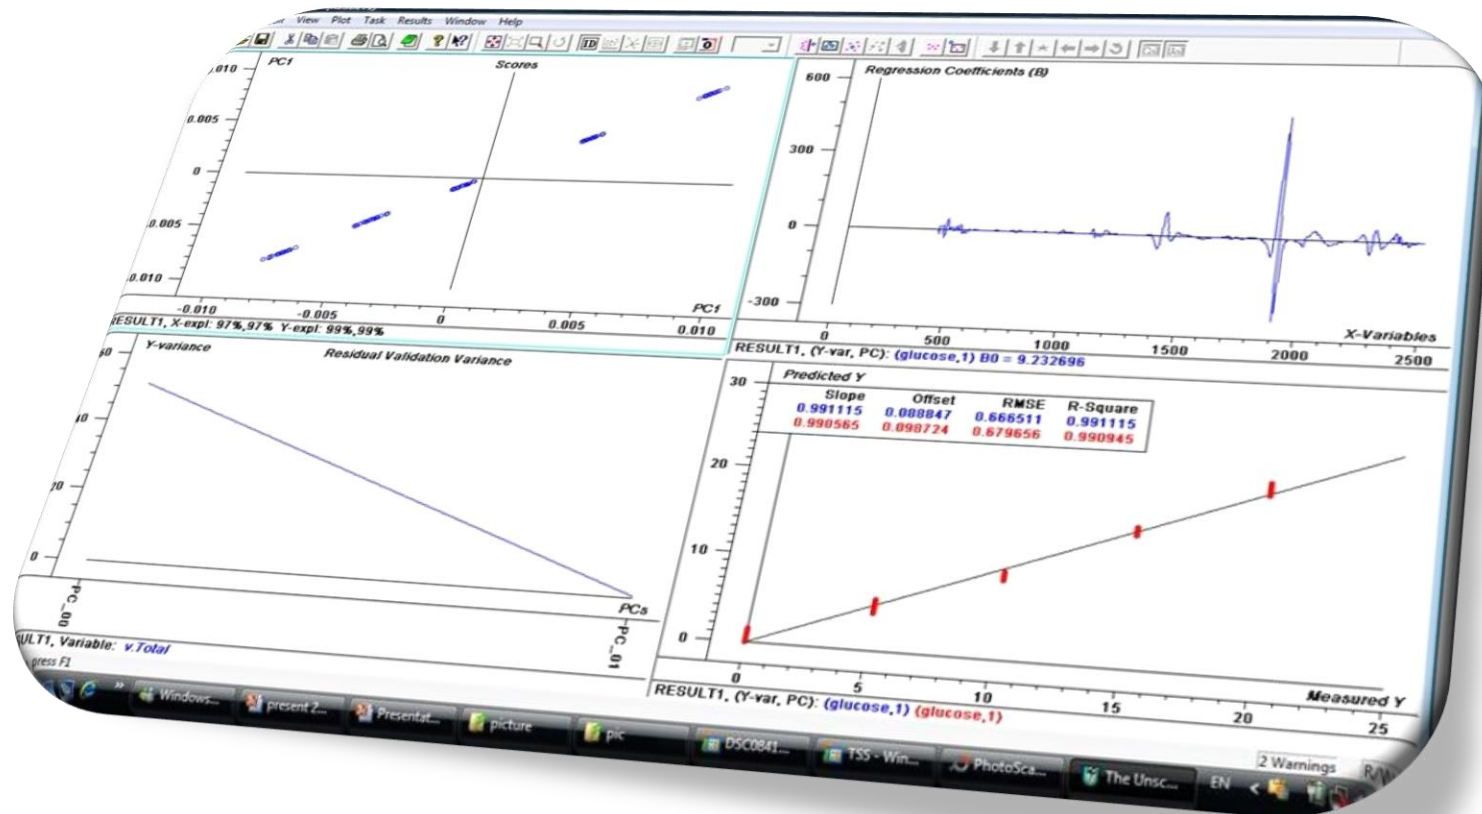 View Plot Task Results Window Help
ID
PC1
Scores
.010
0.005
0
.005
0.010
-0.010
-0.005
0
0.005
0.010
PC1
RESULT1, X-expl: 97%,97% Y-expl: 99%,99%
Regression Coefficients (B)
600
300
0
-300
0
500
1000
1500
2000
2500
X-Variables
RESULT1, (Y-var, PC): (glucose,1) B0 = 9.232696
Y-variance
Residual Validation Variance
0
PC_00
PC_01
PCs
ULT1, Variable: v.Total
press F1
Predicted Y
Slope Offset RMSE R-Square
0.991115 0.088847 0.666511 0.991115
0.990565 0.098724 0.679656 0.990945
30
20
10
0
0
5
10
15
20
25
Measured Y
RESULT1, (Y-var, PC): (glucose,1) (glucose,1)
2 Warnings
Windows... present 2... Presentat... picture pic DSC0841... TSS - Win... PhotoSca... The Unsc... EN